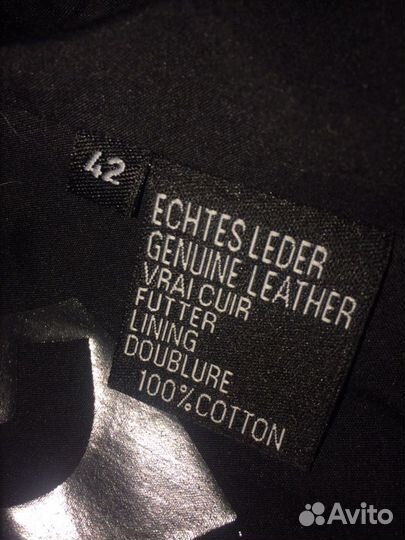 42
ECHTES LEDER
GENUINE LEATHER
VRAI CUIR
FUTTER
LINING
DOUBLURE
100% COTTON
Avito